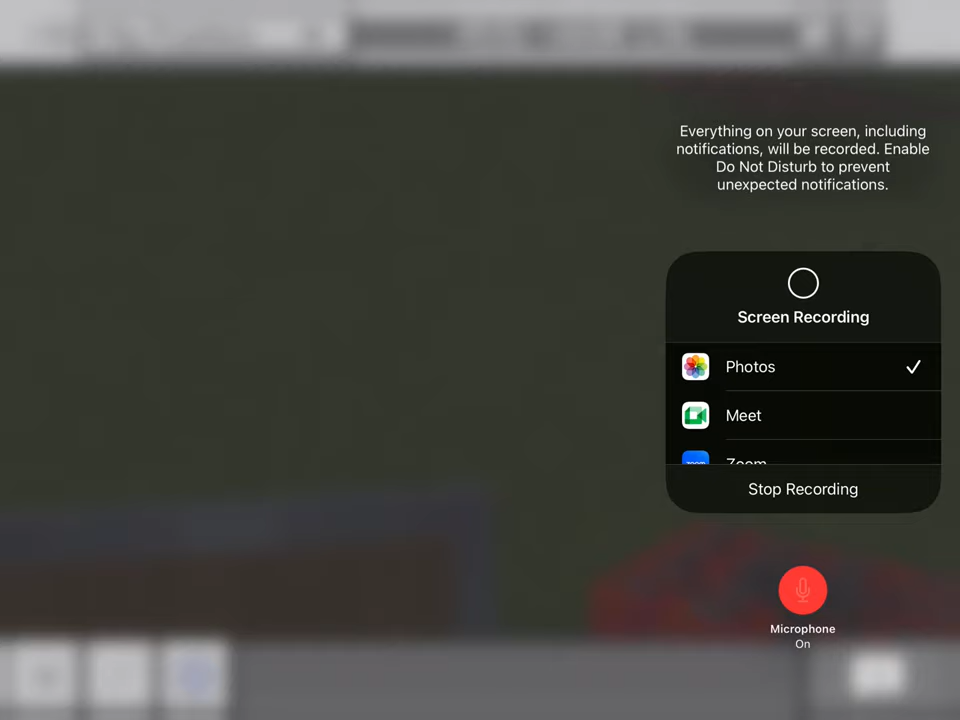 Everything on your screen, including
notifications, will be recorded. Enable
Do Not Disturb to prevent
unexpected notifications.
Screen Recording
Photos
Meet
Zoom
Stop Recording
Microphone
On